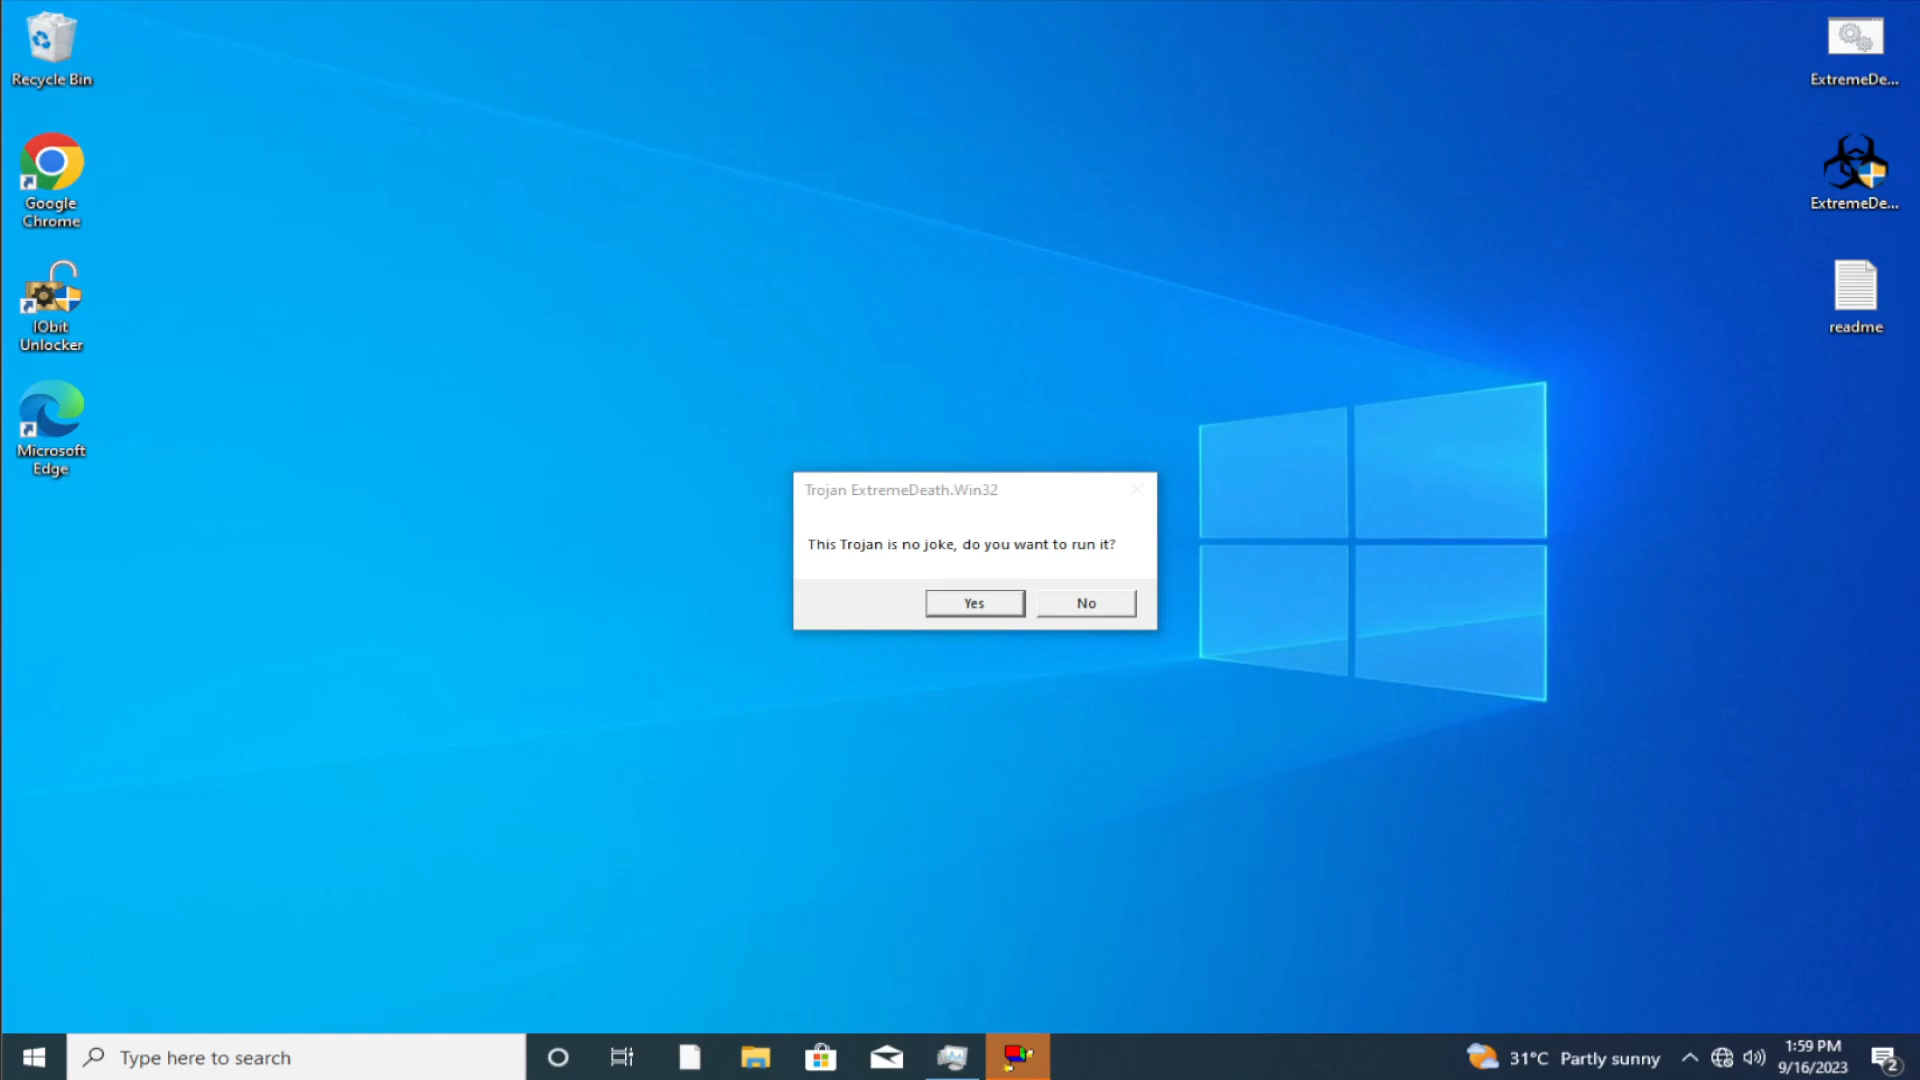 Recycle Bin
Google
Chrome
IObit
Unlocker
Microsoft
Edge
ExtremeDe...
ExtremeDe...
readme
Trojan ExtremeDeath.Win32
This Trojan is no joke, do you want to run it?
Yes
No
Type here to search
31°C Partly sunny
1:59 PM
9/16/2023
2